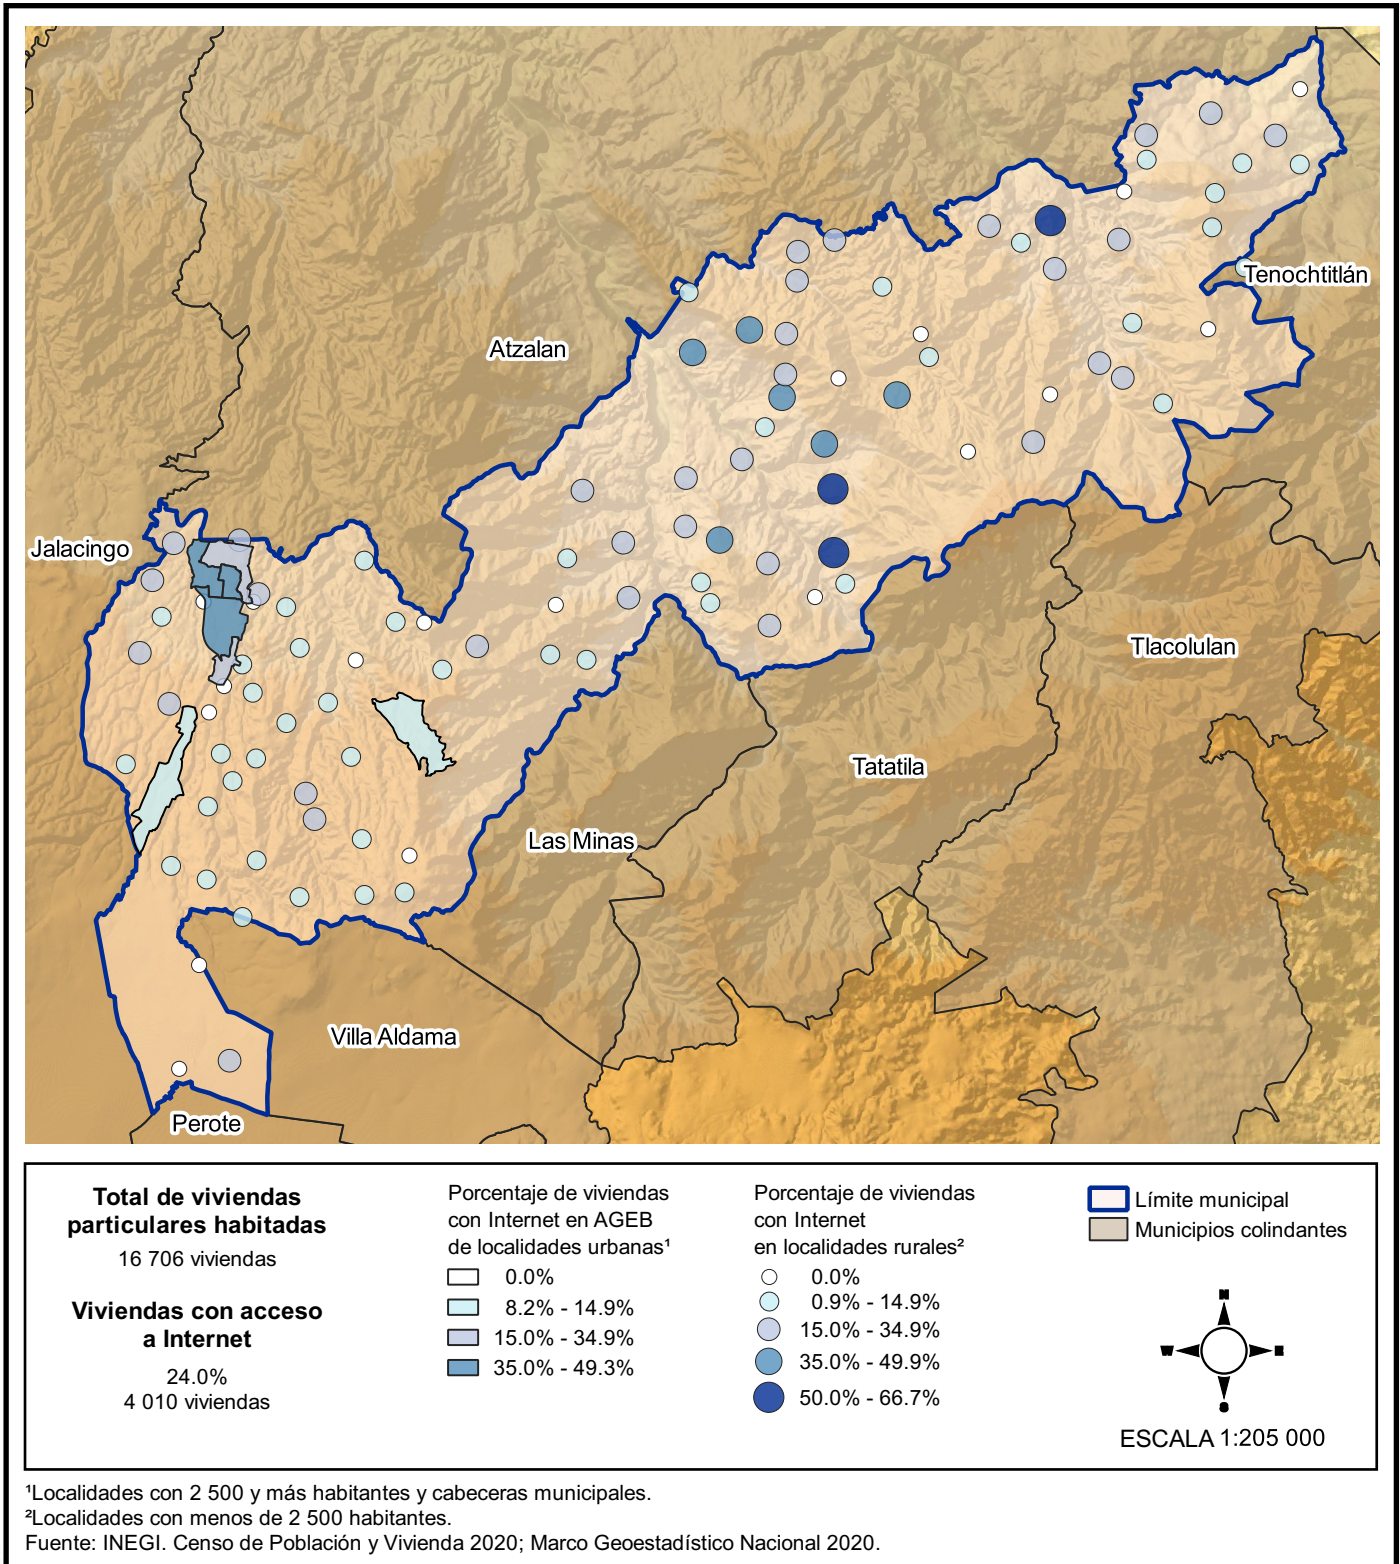 Tenochtitlán
Atzalan
Jalacingo
Tlacolulan
Tatatila
Las Minas
Villa Aldama
Perote
Total de viviendas
particulares habitadas
16 706 viviendas
Viviendas con acceso
a Internet
24.0%
4 010 viviendas
Porcentaje de viviendas
con Internet en AGEB
de localidades urbanas¹
0.0%
8.2% - 14.9%
15.0% - 34.9%
35.0% - 49.3%
Porcentaje de viviendas
con Internet
en localidades rurales²
0.0%
0.9% - 14.9%
15.0% - 34.9%
35.0% - 49.9%
50.0% - 66.7%
Límite municipal
Municipios colindantes
N
W E
S
ESCALA 1:205 000
¹Localidades con 2 500 y más habitantes y cabeceras municipales.
²Localidades con menos de 2 500 habitantes.
Fuente: INEGI. Censo de Población y Vivienda 2020; Marco Geoestadístico Nacional 2020.